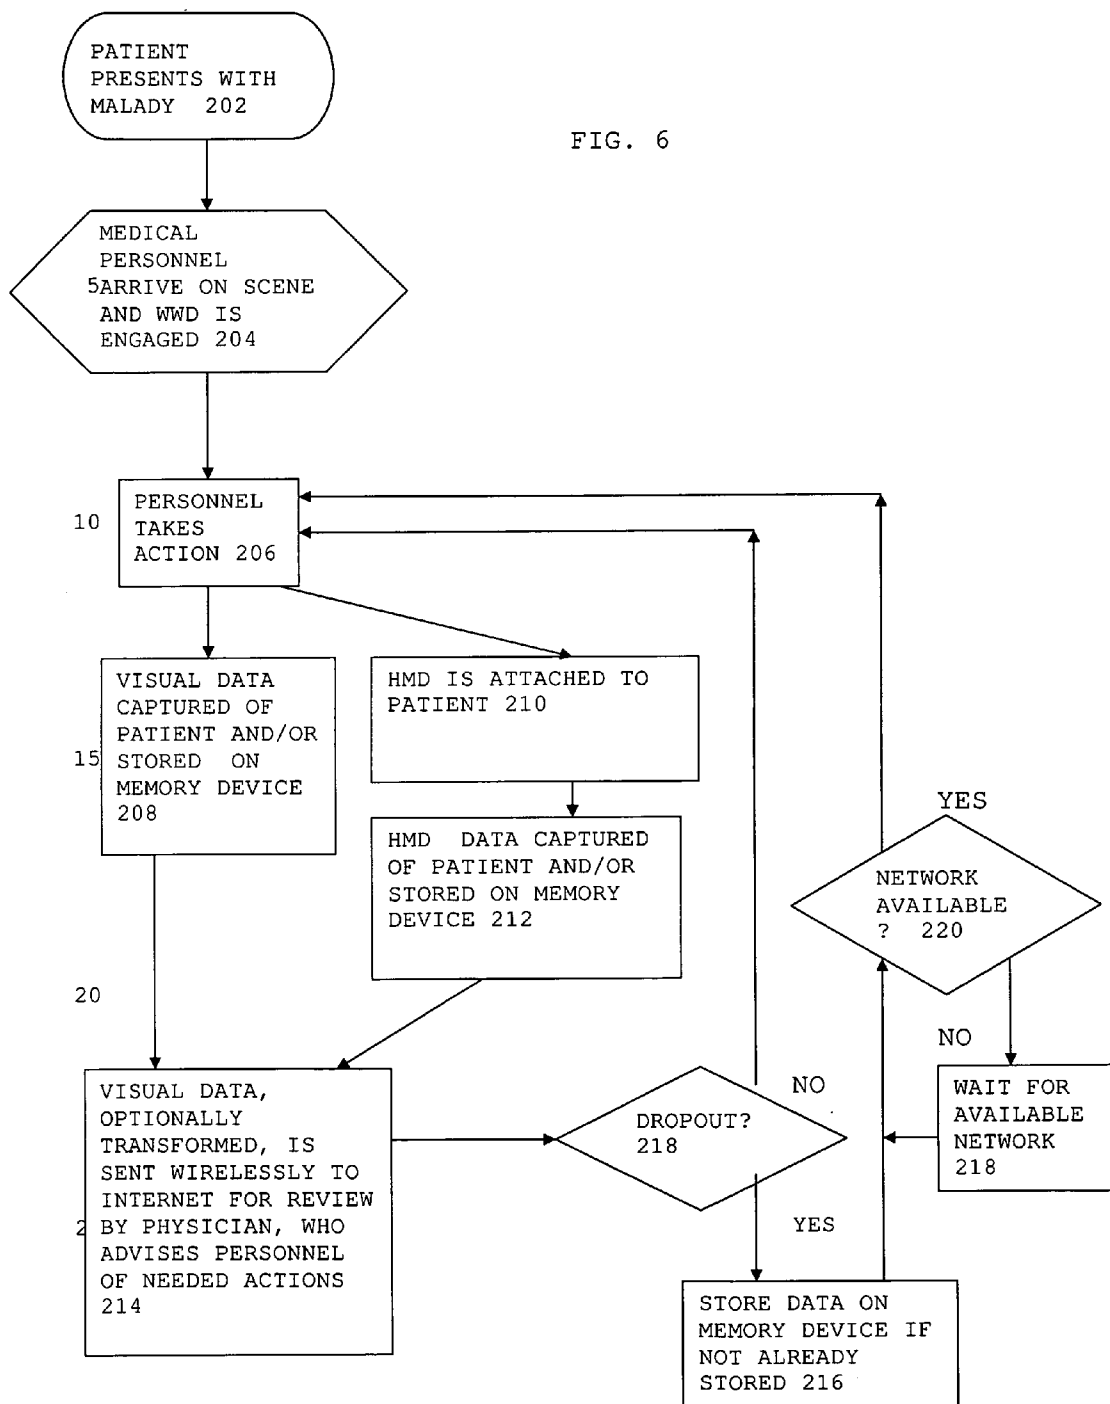 PATIENT
PRESENTS WITH
MALADY 202
FIG. 6
MEDICAL
PERSONNEL
5ARRIVE ON SCENE
AND WWD IS
ENGAGED 204
10
PERSONNEL
TAKES
ACTION 206
VISUAL DATA
CAPTURED OF
PATIENT AND/OR
15
STORED ON
MEMORY DEVICE
208
HMD IS ATTACHED TO
PATIENT 210
HMD DATA CAPTURED
OF PATIENT AND/OR
STORED ON MEMORY
DEVICE 212
YES
NETWORK
AVAILABLE
? 220
20
NO
WAIT FOR
AVAILABLE
NETWORK
218
VISUAL DATA,
OPTIONALLY
TRANSFORMED, IS
SENT WIRELESSLY TO
INTERNET FOR REVIEW
2
BY PHYSICIAN, WHO
ADVISES PERSONNEL
OF NEEDED ACTIONS
214
NO
DROPOUT?
218
YES
STORE DATA ON
MEMORY DEVICE IF
NOT ALREADY
STORED 216